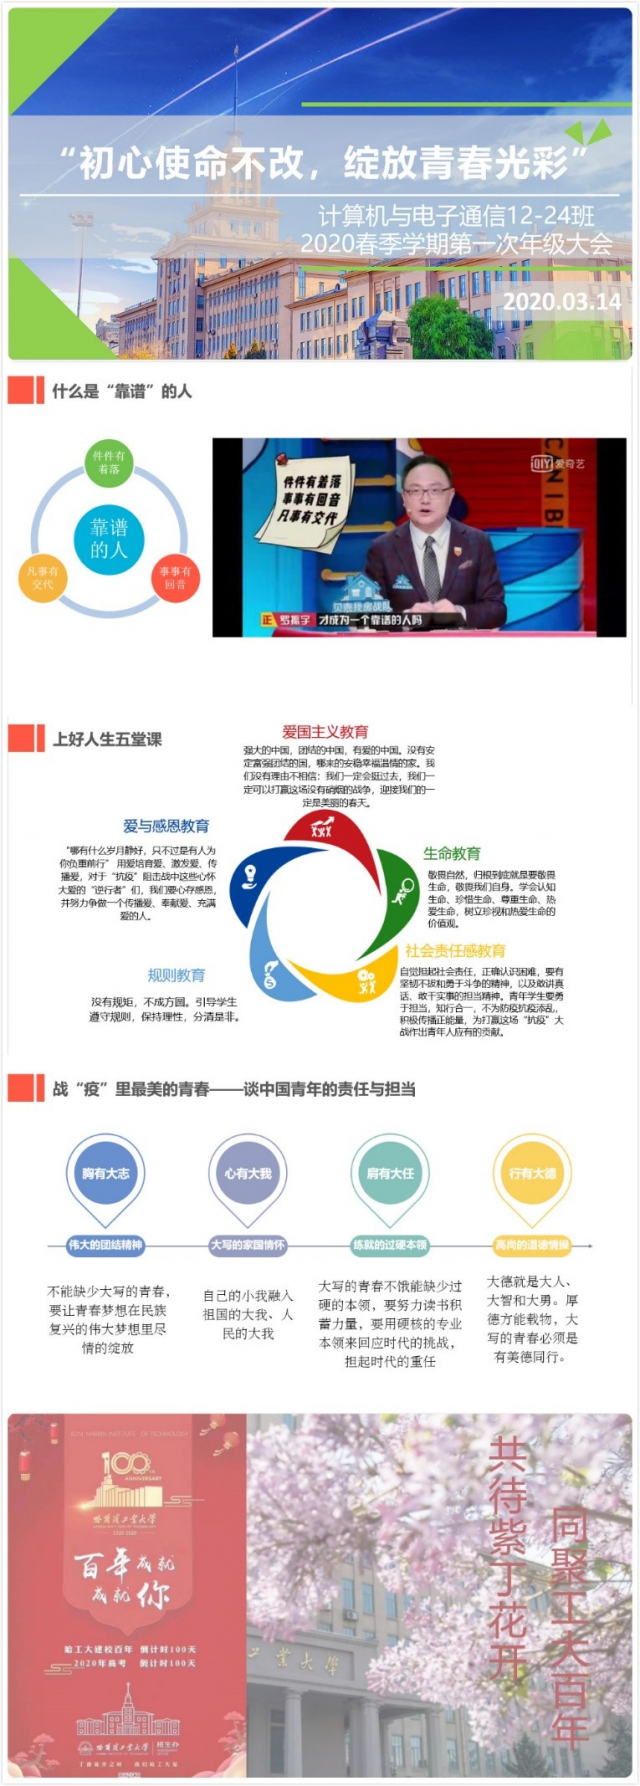 “初心使命不改，绽放青春光彩”
计算机与电子通信12-24班
2020春季学期第一次年级大会
2020.03.14
什么是“靠谱”的人
件件有
着落
靠谱
的人
凡事有
交代
事事有
回音
件件有着落
事事有回音
凡事有交代
QIY 爱奇艺
CANIB
贝壳找房战队
正 罗振宇 才成为一个靠谱的人吗
上好人生五堂课
爱国主义教育
强大的中国，团结的中国，有爱的中国。没有安
定富强团结的国，哪来的安稳幸福温情的家。我
们没有理由不相信：我们一定会挺过去，我们一
定可以打赢这场没有硝烟的战争，迎接我们的一
定是美丽的春天。
爱与感恩教育
“哪有什么岁月静好，只不过是有人为
你负重前行” 用爱培育爱、激发爱、传
播爱，对于“抗疫”阻击战中这些心怀
大爱的“逆行者”们，我们要心存感恩，
并努力争做一个传播爱、奉献爱、充满
爱的人。
生命教育
敬畏自然，归根到底就是要敬畏
生命，敬畏我们自身。学会认知
生命、珍惜生命、尊重生命、热
爱生命，树立珍视和热爱生命的
价值观。
规则教育
没有规矩，不成方圆。引导学生
遵守规则，保持理性，分清是非。
社会责任感教育
自觉担起社会责任，正确认识困难，要有
坚韧不拔和勇于斗争的精神，以及敢讲真
话、敢干实事的担当精神。青年学生要勇
于担当，知行合一，不为防疫抗疫添乱，
积极传播正能量，为打赢这场“抗疫”大
战作出青年人应有的贡献。
战“疫”里最美的青春——谈中国青年的责任与担当
胸有大志
心有大我
肩有大任
行有大德
伟大的团结精神
大写的家国情怀
练就的过硬本领
高尚的道德情操
不能缺少大写的青春，
要让青春梦想在民族
复兴的伟大梦想里尽
情的绽放
自己的小我融入
祖国的大我、人
民的大我
大写的青春不饿能缺少过
硬的本领，要努力读书积
蓄力量，要用硬核的专业
本领来回应时代的挑战，
担起时代的重任
大德就是大人、
大智和大勇。厚
德方能载物，大
写的青春必须是
有美德同行。
100TH
ANNIVERSARY
哈尔滨工业大学
1920-2020
百年成就
成就你
哈工大建校百年 倒计时100天
2020年高考 倒计时100天
哈尔滨工业大学 招生办
工业大学
共待紫丁花开
同聚工大百年